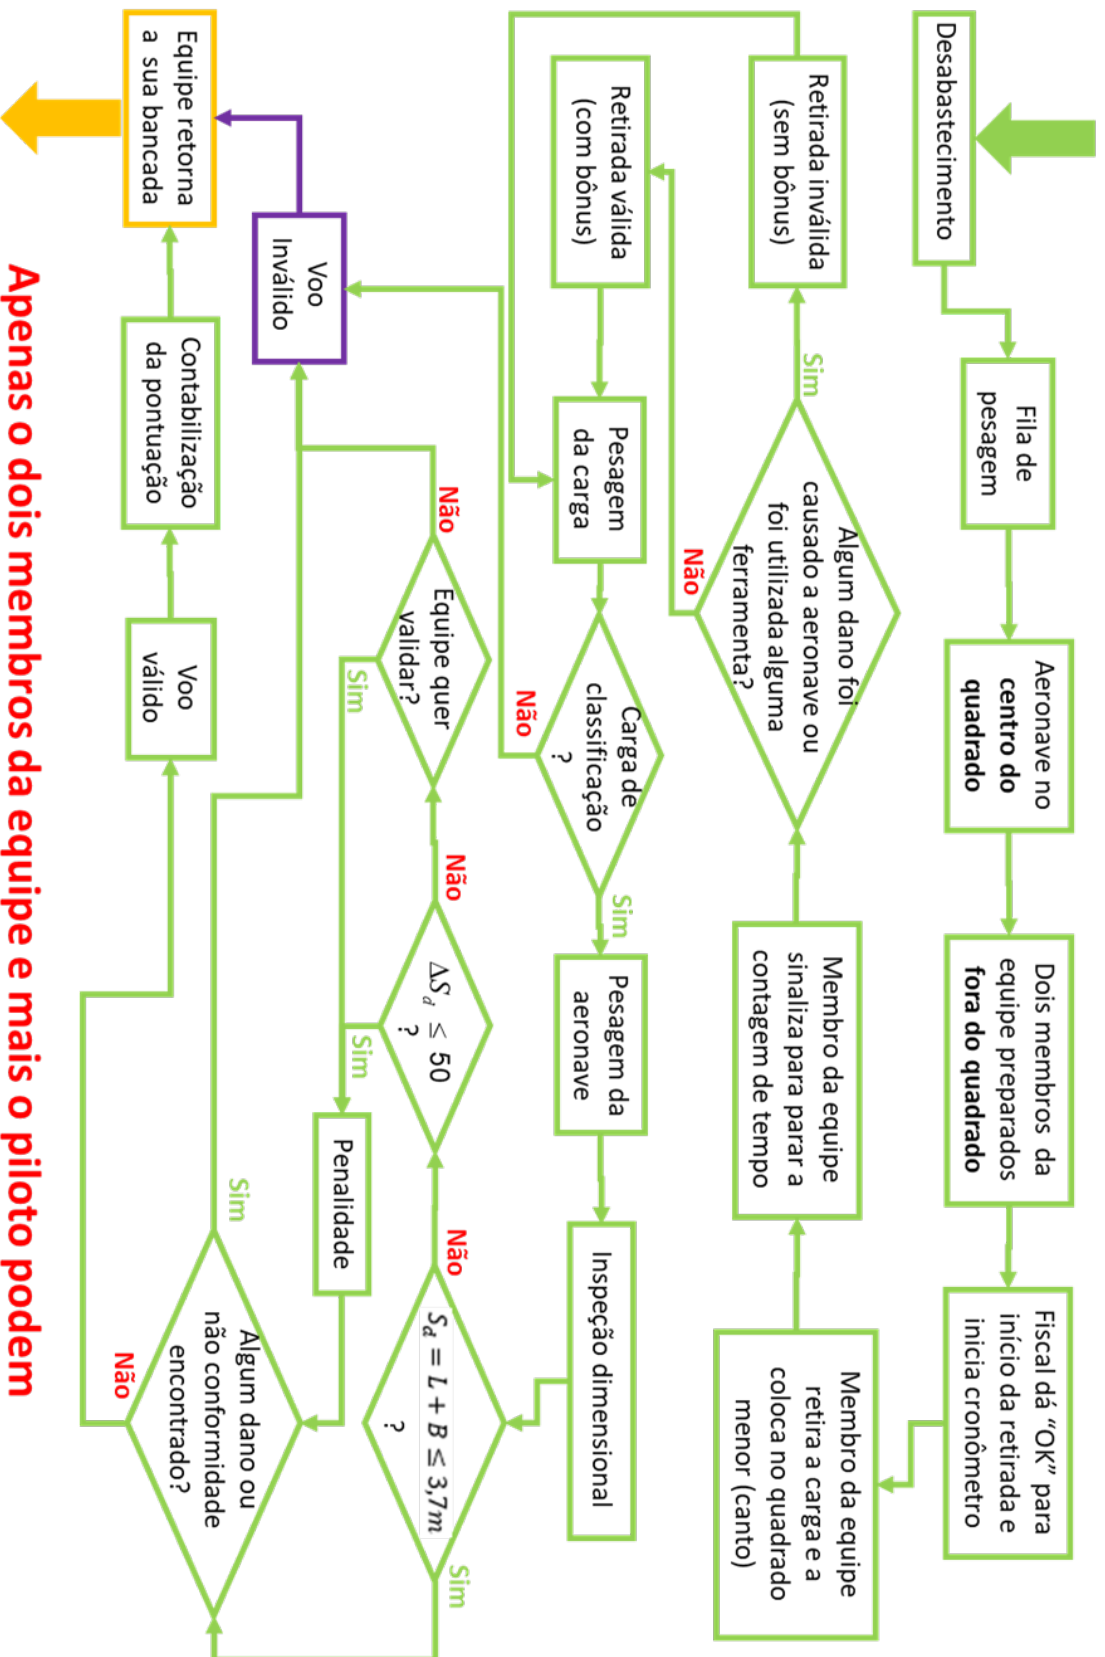 Desabastecimento
Fila de
pesagem
Aeronave no
centro do
quadrado
Dois membros da
equipe preparados
fora do quadrado
Fiscal dá “OK” para
início da retirada e
inicia cronômetro
Membro da equipe
retira a carga e a
coloca no quadrado
menor (canto)
Membro da equipe
sinaliza para parar a
contagem de tempo
Algum dano foi
causado a aeronave ou
foi utilizada alguma
ferramenta?
Sim
Não
Retirada inválida
(sem bônus)
Retirada válida
(com bônus)
Pesagem
da carga
Carga de
classificação
?
Sim
Não
Pesagem da
aeronave
Inspeção dimensional
S_d = L + B ≤ 3,7m
?
Sim
Não
ΔS_d ≤ 50
?
Não
Sim
Equipe quer
validar?
Não
Sim
Penalidade
Algum dano ou
não conformidade
encontrado?
Sim
Não
Voo
Inválido
Voo
válido
Contabilização
da pontuação
Equipe retorna
a sua bancada
Apenas o dois membros da equipe e mais o piloto podem